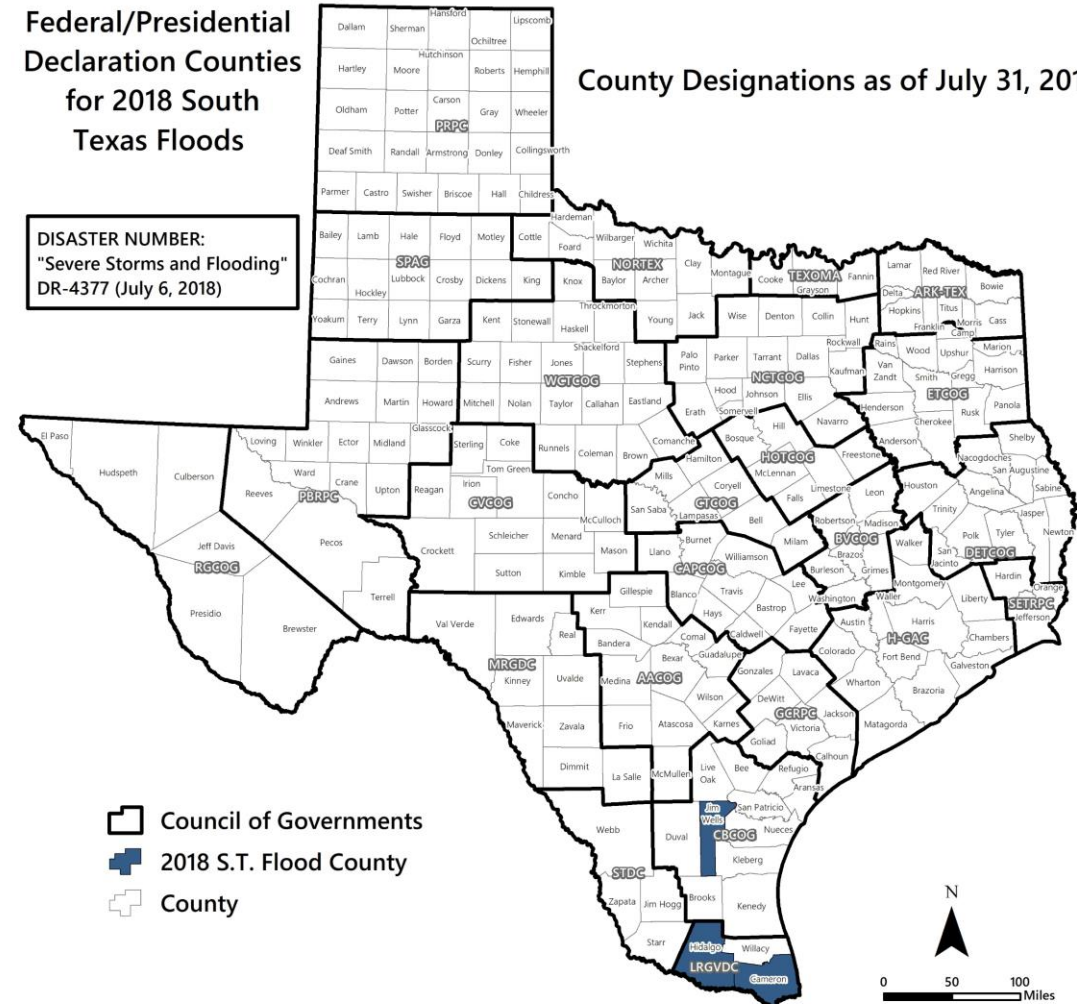 Federal/Presidential
Declaration Counties
for 2018 South
Texas Floods
County Designations as of July 31, 201
DISASTER NUMBER:
"Severe Storms and Flooding"
DR-4377 (July 6, 2018)
Dallam Sherman Hansford Ochiltree Lipscomb
Hartley Moore Hutchinson Roberts Hemphill
Oldham Potter Carson Gray Wheeler
PRPC
Deaf Smith Randall Armstrong Donley Collingsworth
Parmer Castro Swisher Briscoe Hall Childress
Bailey Lamb Hale Floyd Motley Cottle Hardeman Foard Wilbarger Wichita Clay Montague Cooke Grayson Fannin Lamar Red River Bowie
SPAG NORTEX TEXOMA ARK-TEX
Cochran Hockley Lubbock Crosby Dickens King Knox Baylor Archer Delta Hopkins Titus Franklin Morris Camp Cass
Yoakum Terry Lynn Garza Kent Stonewall Haskell Throckmorton Young Jack Wise Denton Collin Hunt Rockwall Rains Wood Upshur Marion
Gaines Dawson Borden Scurry Fisher Jones Shackelford Stephens Palo Pinto Parker Tarrant Dallas Kaufman Van Zandt Smith Gregg Harrison
WCTCOG NCTCOG ETCOG
Andrews Martin Howard Mitchell Nolan Taylor Callahan Eastland Erath Hood Somervell Johnson Ellis Navarro Henderson Anderson Cherokee Rusk Panola
El Paso Hudspeth Culberson Loving Winkler Ector Midland Glasscock Sterling Coke Runnels Coleman Brown Comanche Hamilton Bosque Hill Freestone Shelby Nacogdoches San Augustine Sabine
HOTCOG
Reeves Ward Crane Upton Reagan Irion Tom Green Concho McCulloch San Saba Mills Lampasas Coryell McLennan Falls Limestone Leon Houston Angelina Trinity Jasper Newton
PBRPC CVCOG CTCOG
Jeff Davis Pecos Crockett Schleicher Menard Mason Llano Burnet Bell Milam Robertson Madison Brazos Burleson Grimes Walker Polk Tyler San Jacinto
RGCOG BVCOG DETCOG
Presidio Brewster Terrell Sutton Kimble Gillespie Blanco Williamson Travis Hays Bastrop Lee Washington Waller Montgomery Liberty Hardin Orange Jefferson
CAPCOG SETRPC
Val Verde Edwards Real Kerr Kendall Bandera Comal Caldwell Fayette Austin Colorado Harris Chambers Fort Bend Galveston
H-GAC
MRGDC
Kinney Uvalde Medina Bexar Guadalupe Wilson Gonzales Lavaca Wharton Brazoria Matagorda
AACOG
Maverick Zavala Frio Atascosa Karnes DeWitt Victoria Jackson Goliad Calhoun
GCRPC
Dimmit La Salle McMullen Live Oak Bee Refugio Aransas
Webb Duval Jim Wells San Patricio Nueces Kleberg
CBCOG
STDC
Zapata Jim Hogg Brooks Kenedy
Starr Hidalgo Willacy Cameron
LRGVDC
Council of Governments
2018 S.T. Flood County
County
N
0 50 100
Miles